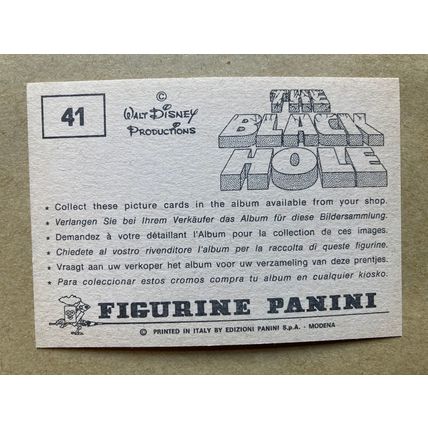 41
©
WALT DISNEY
PRODUCTIONS
THE
BLACK
HOLE
• Collect these picture cards in the album available from your shop.
• Verlangen Sie bei Ihrem Verkäufer das Album für diese Bildersammlung.
• Demandez à votre détaillant l'Album pour la collection de ces images.
• Chiedete al vostro rivenditore l'album per la raccolta di queste figurine.
• Vraagt aan uw verkoper het album voor uw verzameling van deze prentjes.
• Para coleccionar estos cromos compra tu album en cualquier kiosko.
FIGURINE PANINI
© PRINTED IN ITALY BY EDIZIONI PANINI S.p.A. - MODENA